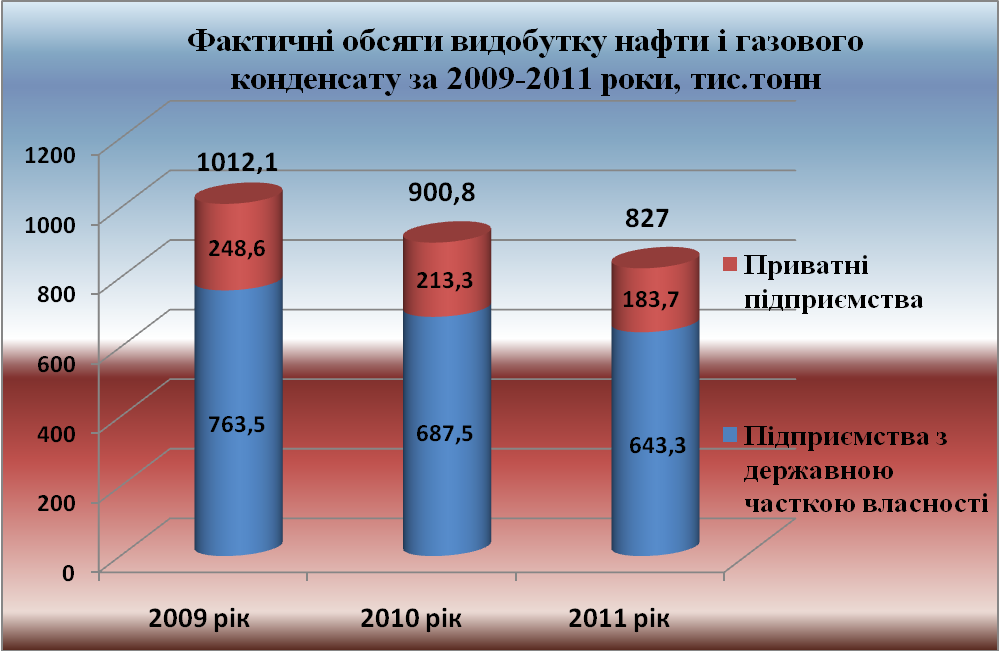 Фактичні обсяги видобутку нафти і газового
конденсату за 2009-2011 роки, тис.тонн
1200
1000
800
600
400
200
0
1012,1
248,6
763,5
900,8
213,3
687,5
827
183,7
643,3
2009 рік
2010 рік
2011 рік
Приватні
підприємства
Підприємства з
державною
часткою власності